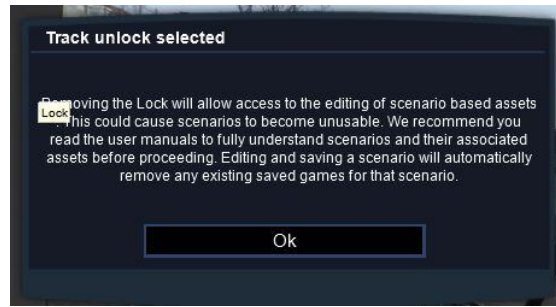 Track unlock selected
moving the Lock will allow access to the editing of scenario based assets
Lock
. This could cause scenarios to become unusable. We recommend you
read the user manuals to fully understand scenarios and their associated
assets before proceeding. Editing and saving a scenario will automatically
remove any existing saved games for that scenario.
Ok